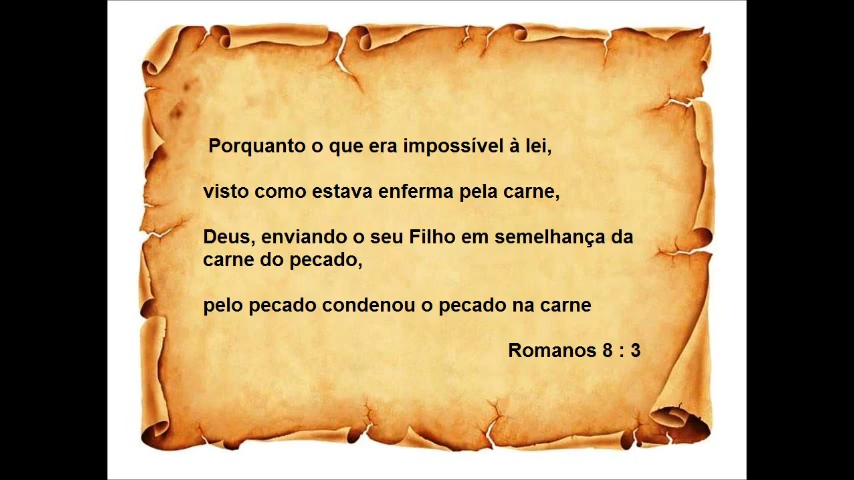 Porquanto o que era impossível à lei,
visto como estava enferma pela carne,
Deus, enviando o seu Filho em semelhança da
carne do pecado,
pelo pecado condenou o pecado na carne
Romanos 8 : 3